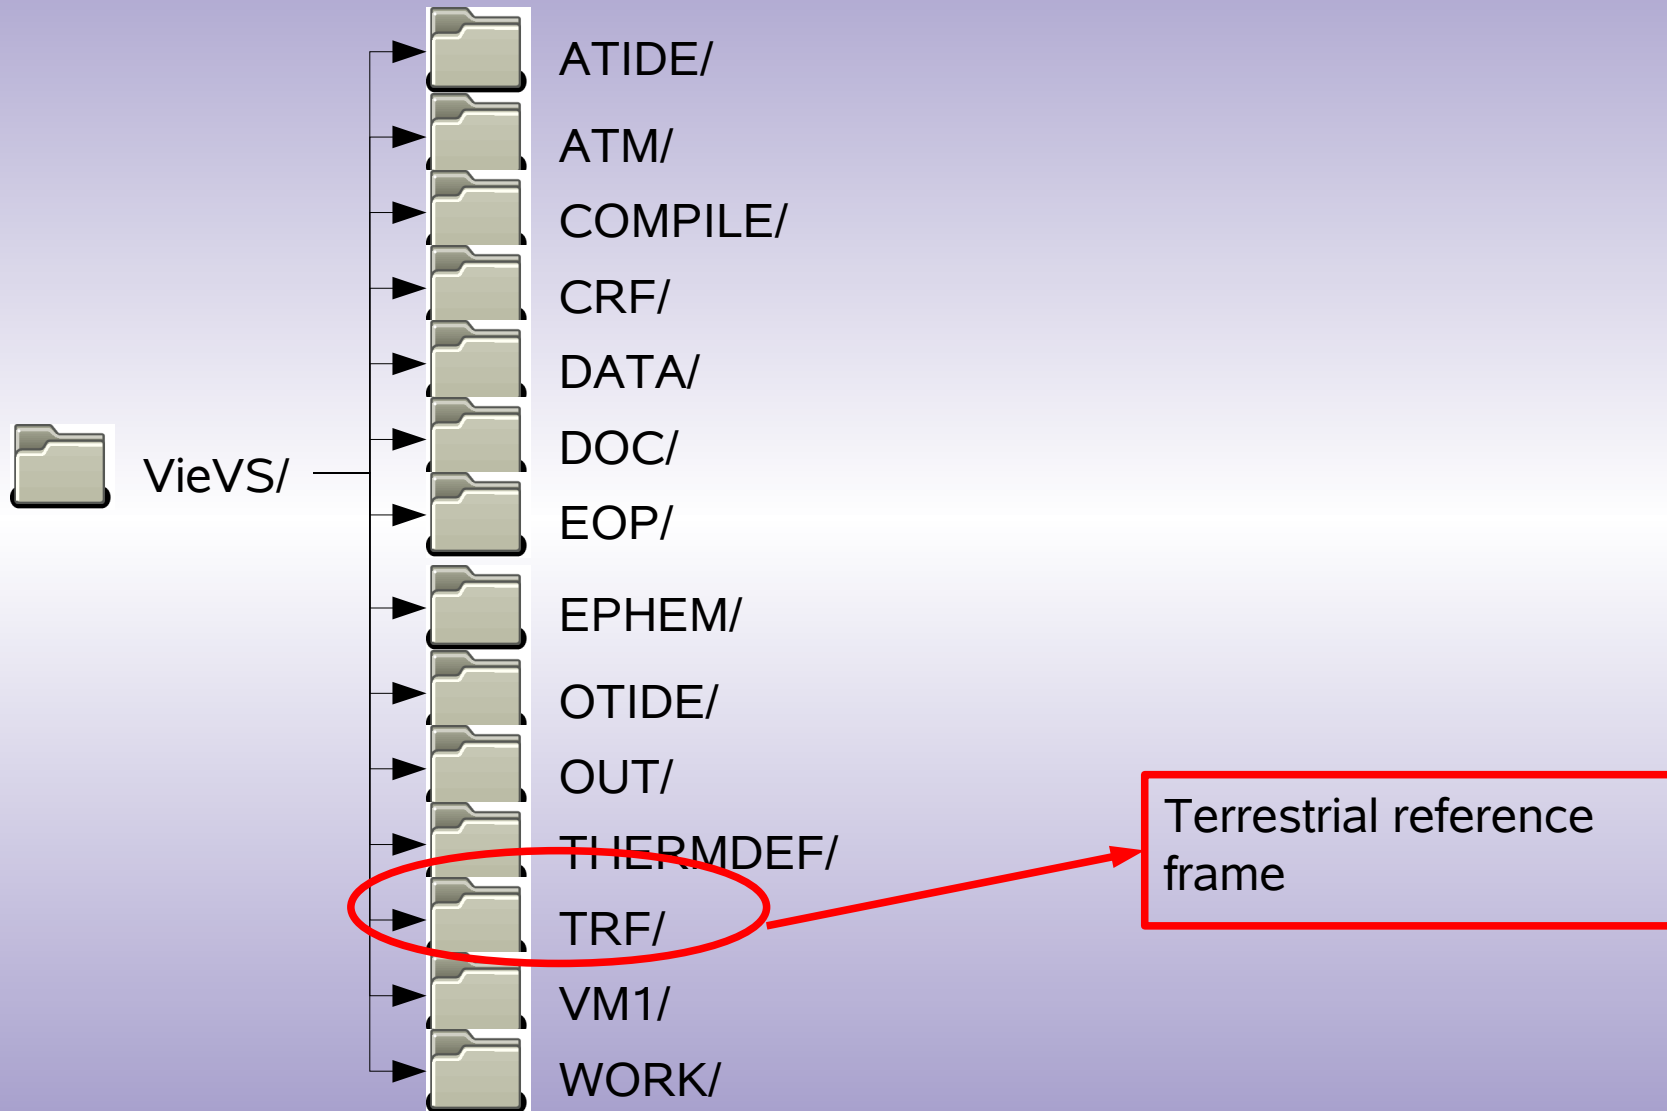 ATIDE/
ATM/
COMPILE/
CRF/
DATA/
DOC/
VieVS/
EOP/
EPHEM/
OTIDE/
OUT/
THERMDEF/
TRF/
Terrestrial reference
frame
VM1/
WORK/